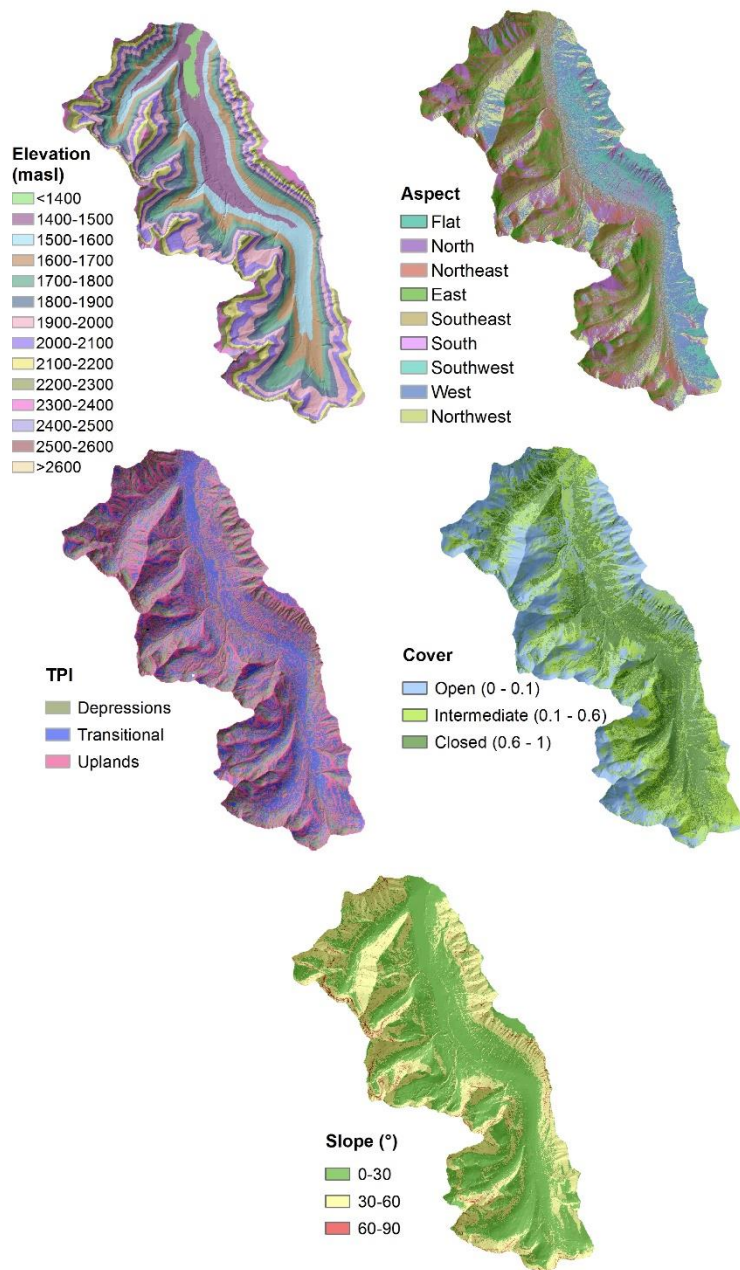 Elevation
(masl)
<1400
1400-1500
1500-1600
1600-1700
1700-1800
1800-1900
1900-2000
2000-2100
2100-2200
2200-2300
2300-2400
2400-2500
2500-2600
>2600
Aspect
Flat
North
Northeast
East
Southeast
South
Southwest
West
Northwest
TPI
Depressions
Transitional
Uplands
Cover
Open (0 - 0.1)
Intermediate (0.1 - 0.6)
Closed (0.6 - 1)
Slope (°)
0-30
30-60
60-90